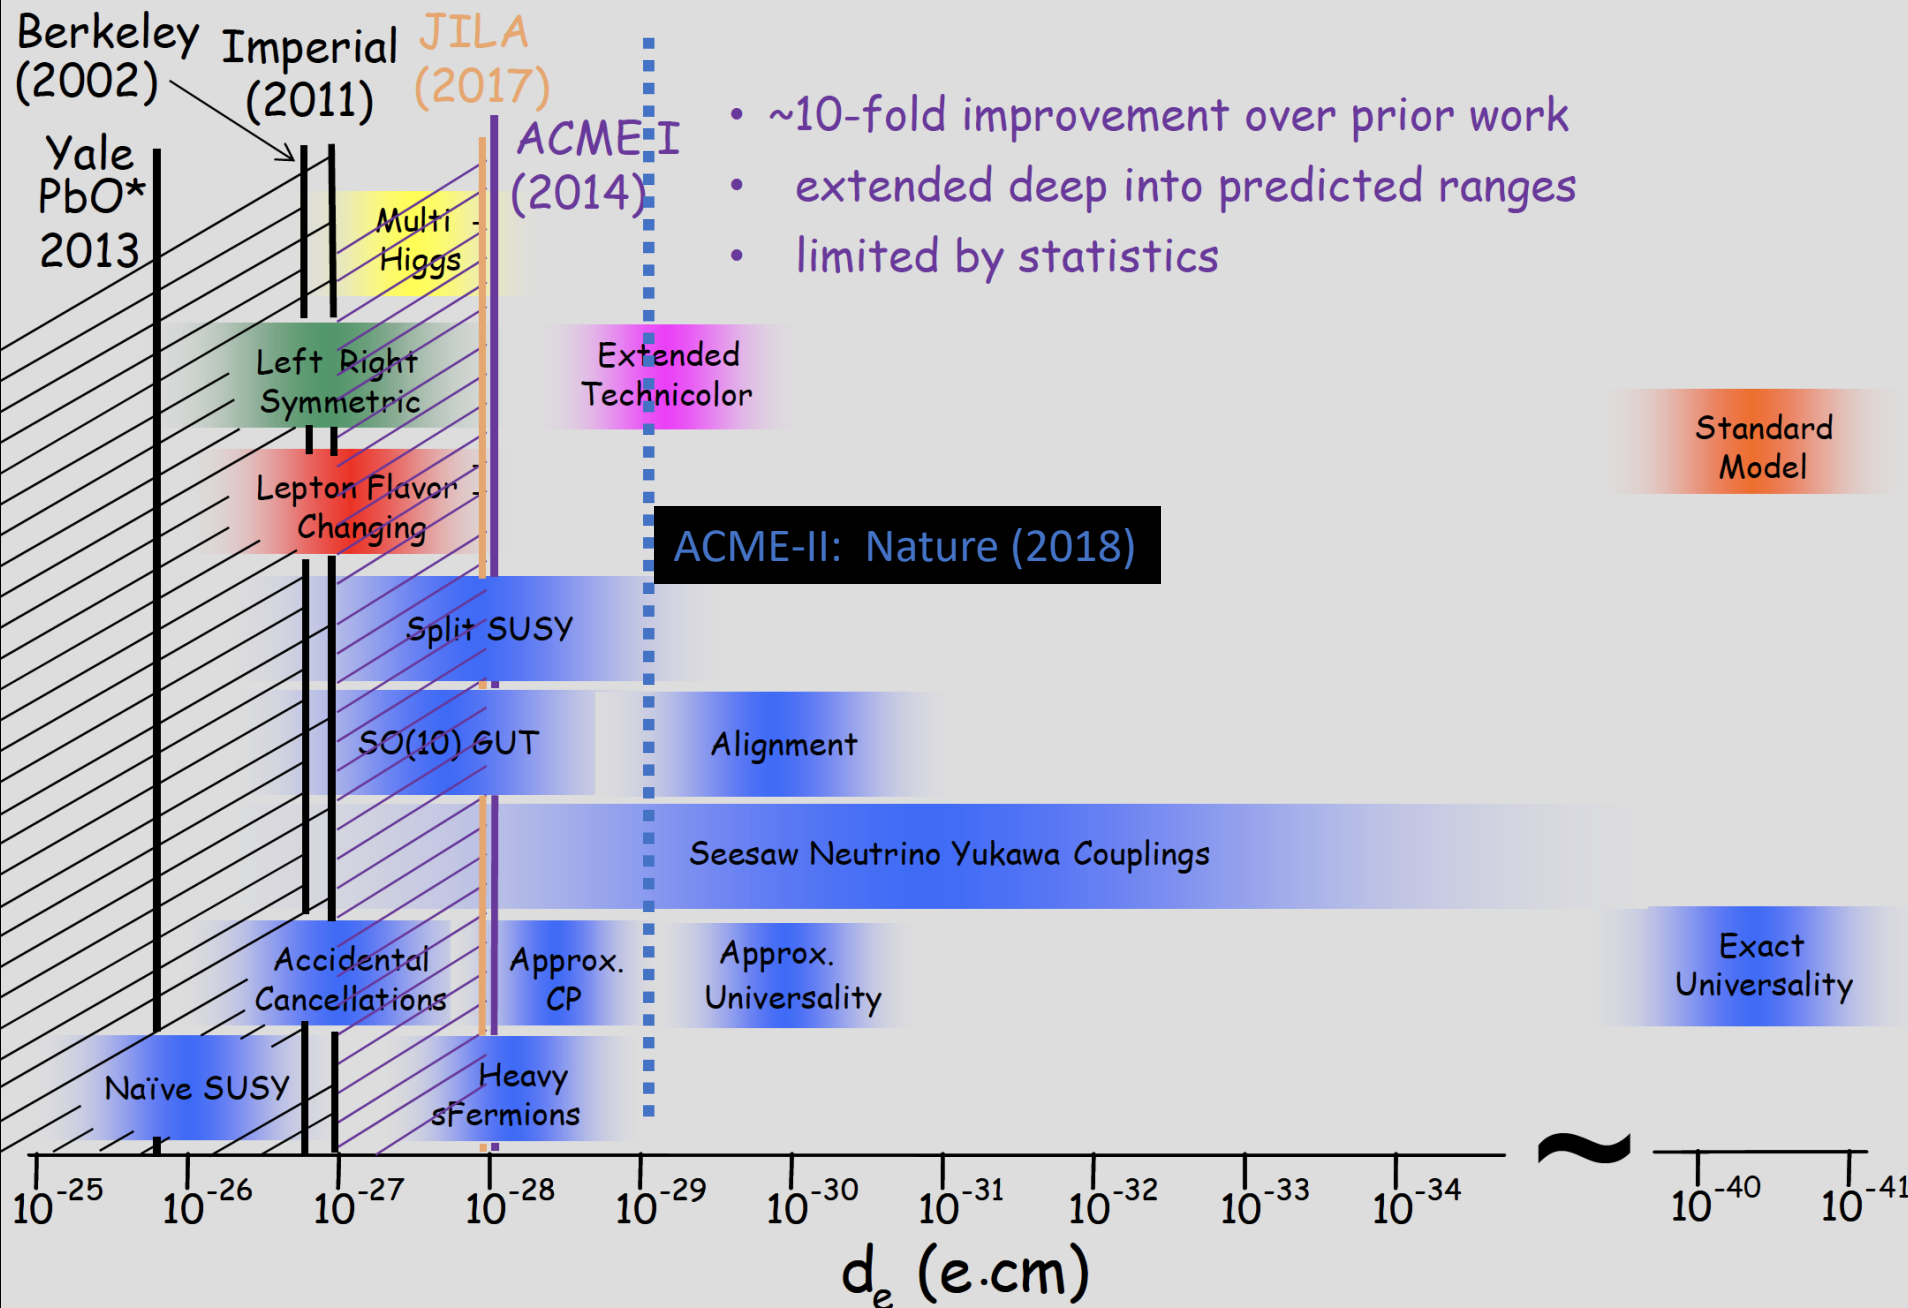 Berkeley
(2002)
Imperial
(2011)
JILA
(2017)
Yale
PbO*
2013
ACME I
(2014)
• ~10-fold improvement over prior work
• extended deep into predicted ranges
• limited by statistics
Multi
Higgs
Left Right
Symmetric
Extended
Technicolor
Standard
Model
Lepton Flavor
Changing
ACME-II: Nature (2018)
Split SUSY
SO(10) GUT
Alignment
Seesaw Neutrino Yukawa Couplings
Accidental
Cancellations
Approx.
CP
Approx.
Universality
Exact
Universality
Naïve SUSY
Heavy
sFermions
~
10-25 10-26 10-27 10-28 10-29 10-30 10-31 10-32 10-33 10-34 10-40 10-41
de (e·cm)